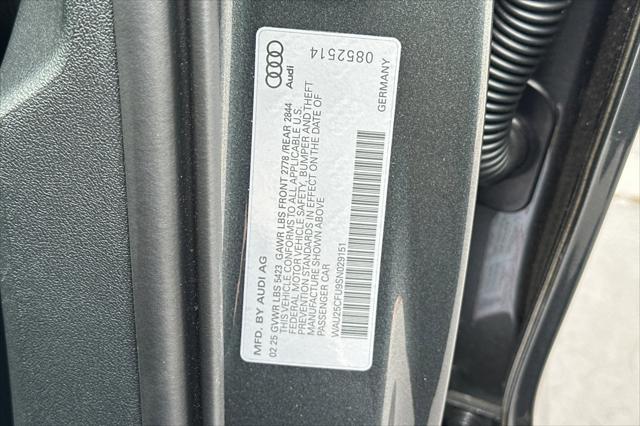 Audi
0852514
GERMANY
MFD. BY AUDI AG
02.25 GVWR LBS 5423 GAWR LBS FRONT 2778 /REAR 2844
THIS VEHICLE CONFORMS TO ALL APPLICABLE U.S.
FEDERAL MOTOR VEHICLE SAFETY, BUMPER AND THEFT
PREVENTION STANDARDS IN EFFECT ON THE DATE OF
MANUFACTURE SHOWN ABOVE
PASSENGER CAR
WAU25CFU9SN029151